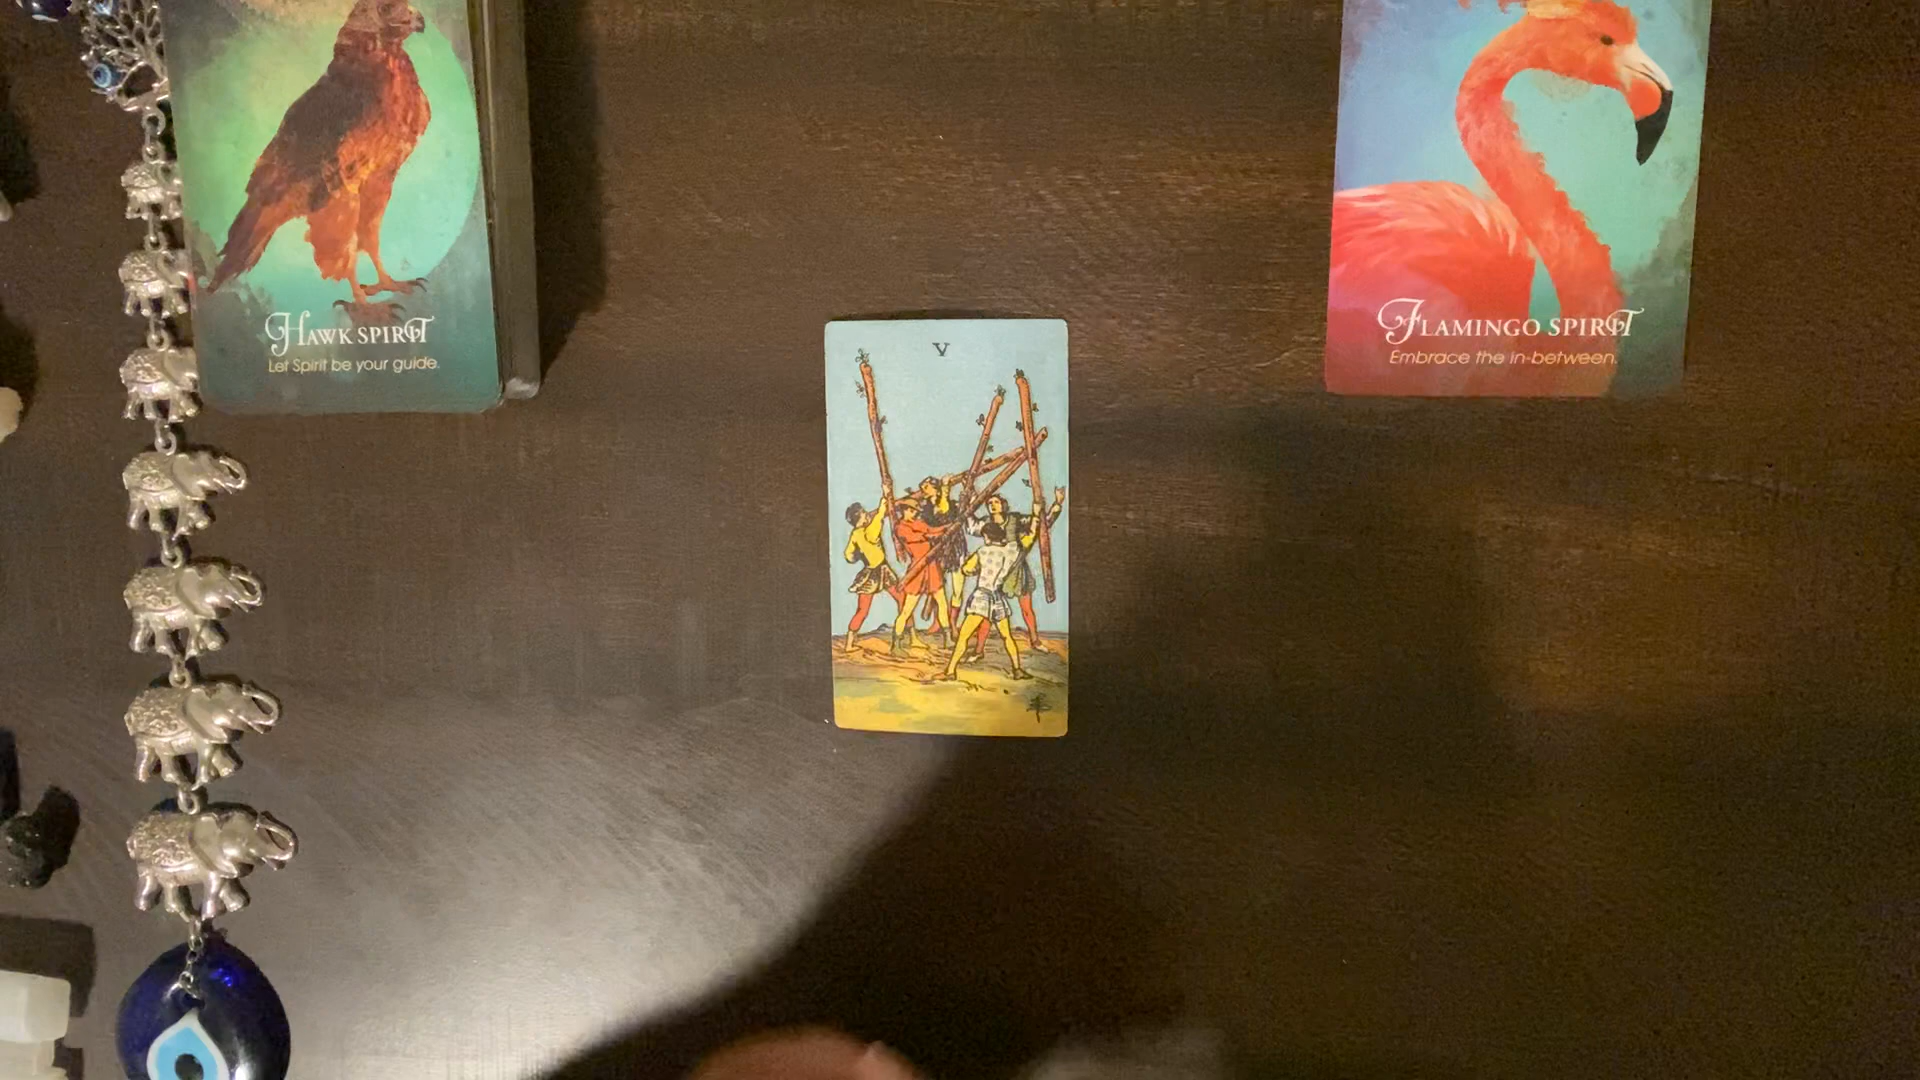 HAWK SPIRIT
Let Spirit be your guide.
FLAMINGO SPIRIT
Embrace the in-between.
V